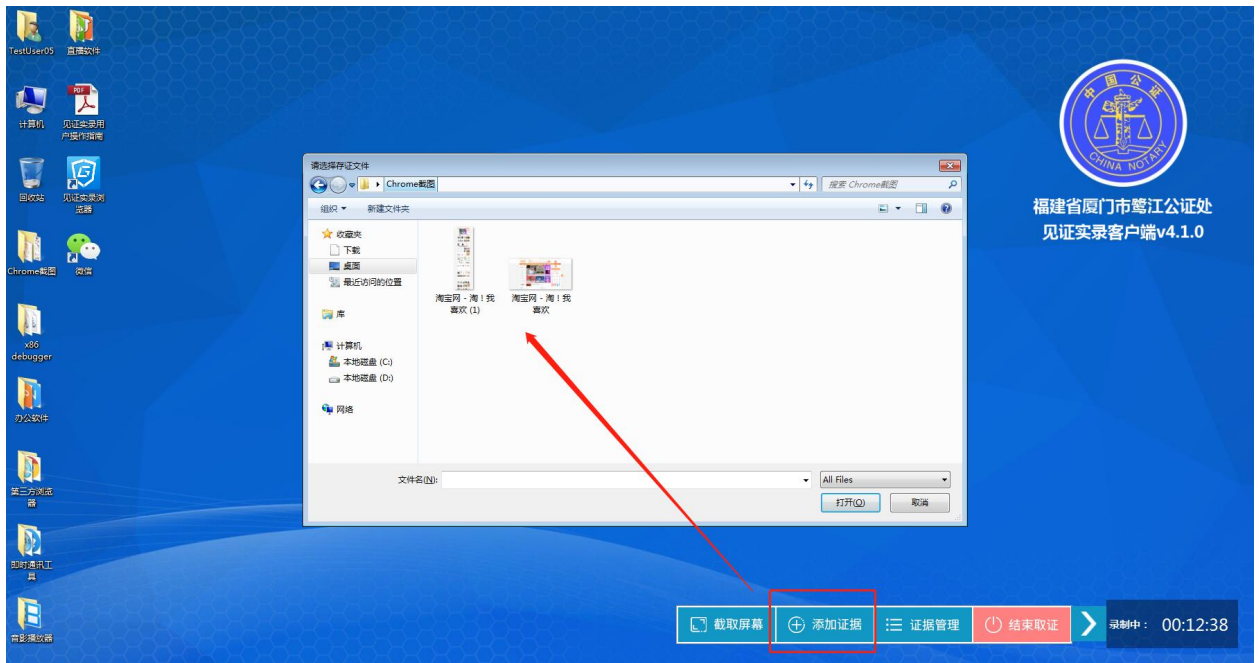 TestUser05
直播软件
计算机
见证实录用
户操作指南
PDF
回收站
见证实录浏
览器
Chrome截图
微信
x86
debugger
办公软件
第三方浏览
器
即时通讯工
具
音影播放器
请选择存证文件
Chrome截图
搜索 Chrome截图
组织
新建文件夹
收藏夹
下载
桌面
最近访问的位置
库
计算机
本地磁盘 (C:)
本地磁盘 (D:)
网络
淘宝网 - 淘！我
喜欢 (1)
淘宝网 - 淘！我
喜欢
文件名(N):
All Files
打开(O)
取消
中国公证
CHINA NOTARY
福建省厦门市鹭江公证处
见证实录客户端v4.1.0
截取屏幕
添加证据
证据管理
结束取证
录制中：
00:12:38